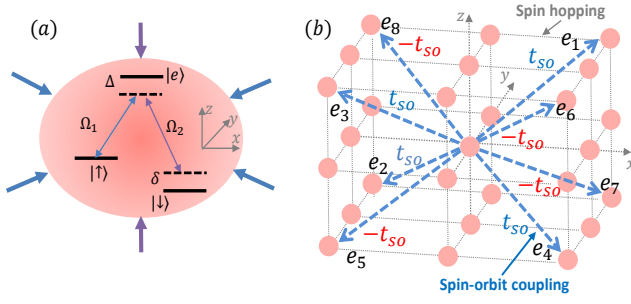 (a)
Δ
|e⟩
Ω₁
Ω₂
z
y
x
|↑⟩
δ
|↓⟩
(b)
e₈
z
Spin hopping
e₁
−tₛₒ
tₛₒ
y
e₃
tₛₒ
e₆
−tₛₒ
x
e₂
tₛₒ
−tₛₒ
e₇
−tₛₒ
tₛₒ
e₅
e₄
Spin-orbit coupling